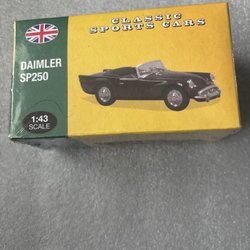 CLASSIC
SPORTS CARS
DAIMLER
SP250
1:43
SCALE